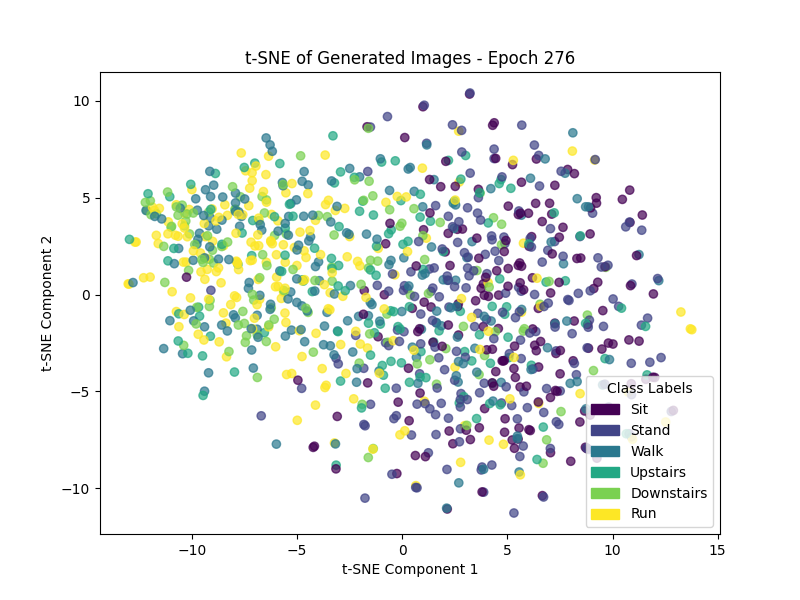 t-SNE of Generated Images - Epoch 276
t-SNE Component 2
10
5
0
−5
−10
Class Labels
Sit
Stand
Walk
Upstairs
Downstairs
Run
−10
−5
0
5
10
15
t-SNE Component 1